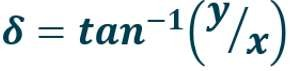 δ = tan⁻¹(y/x)